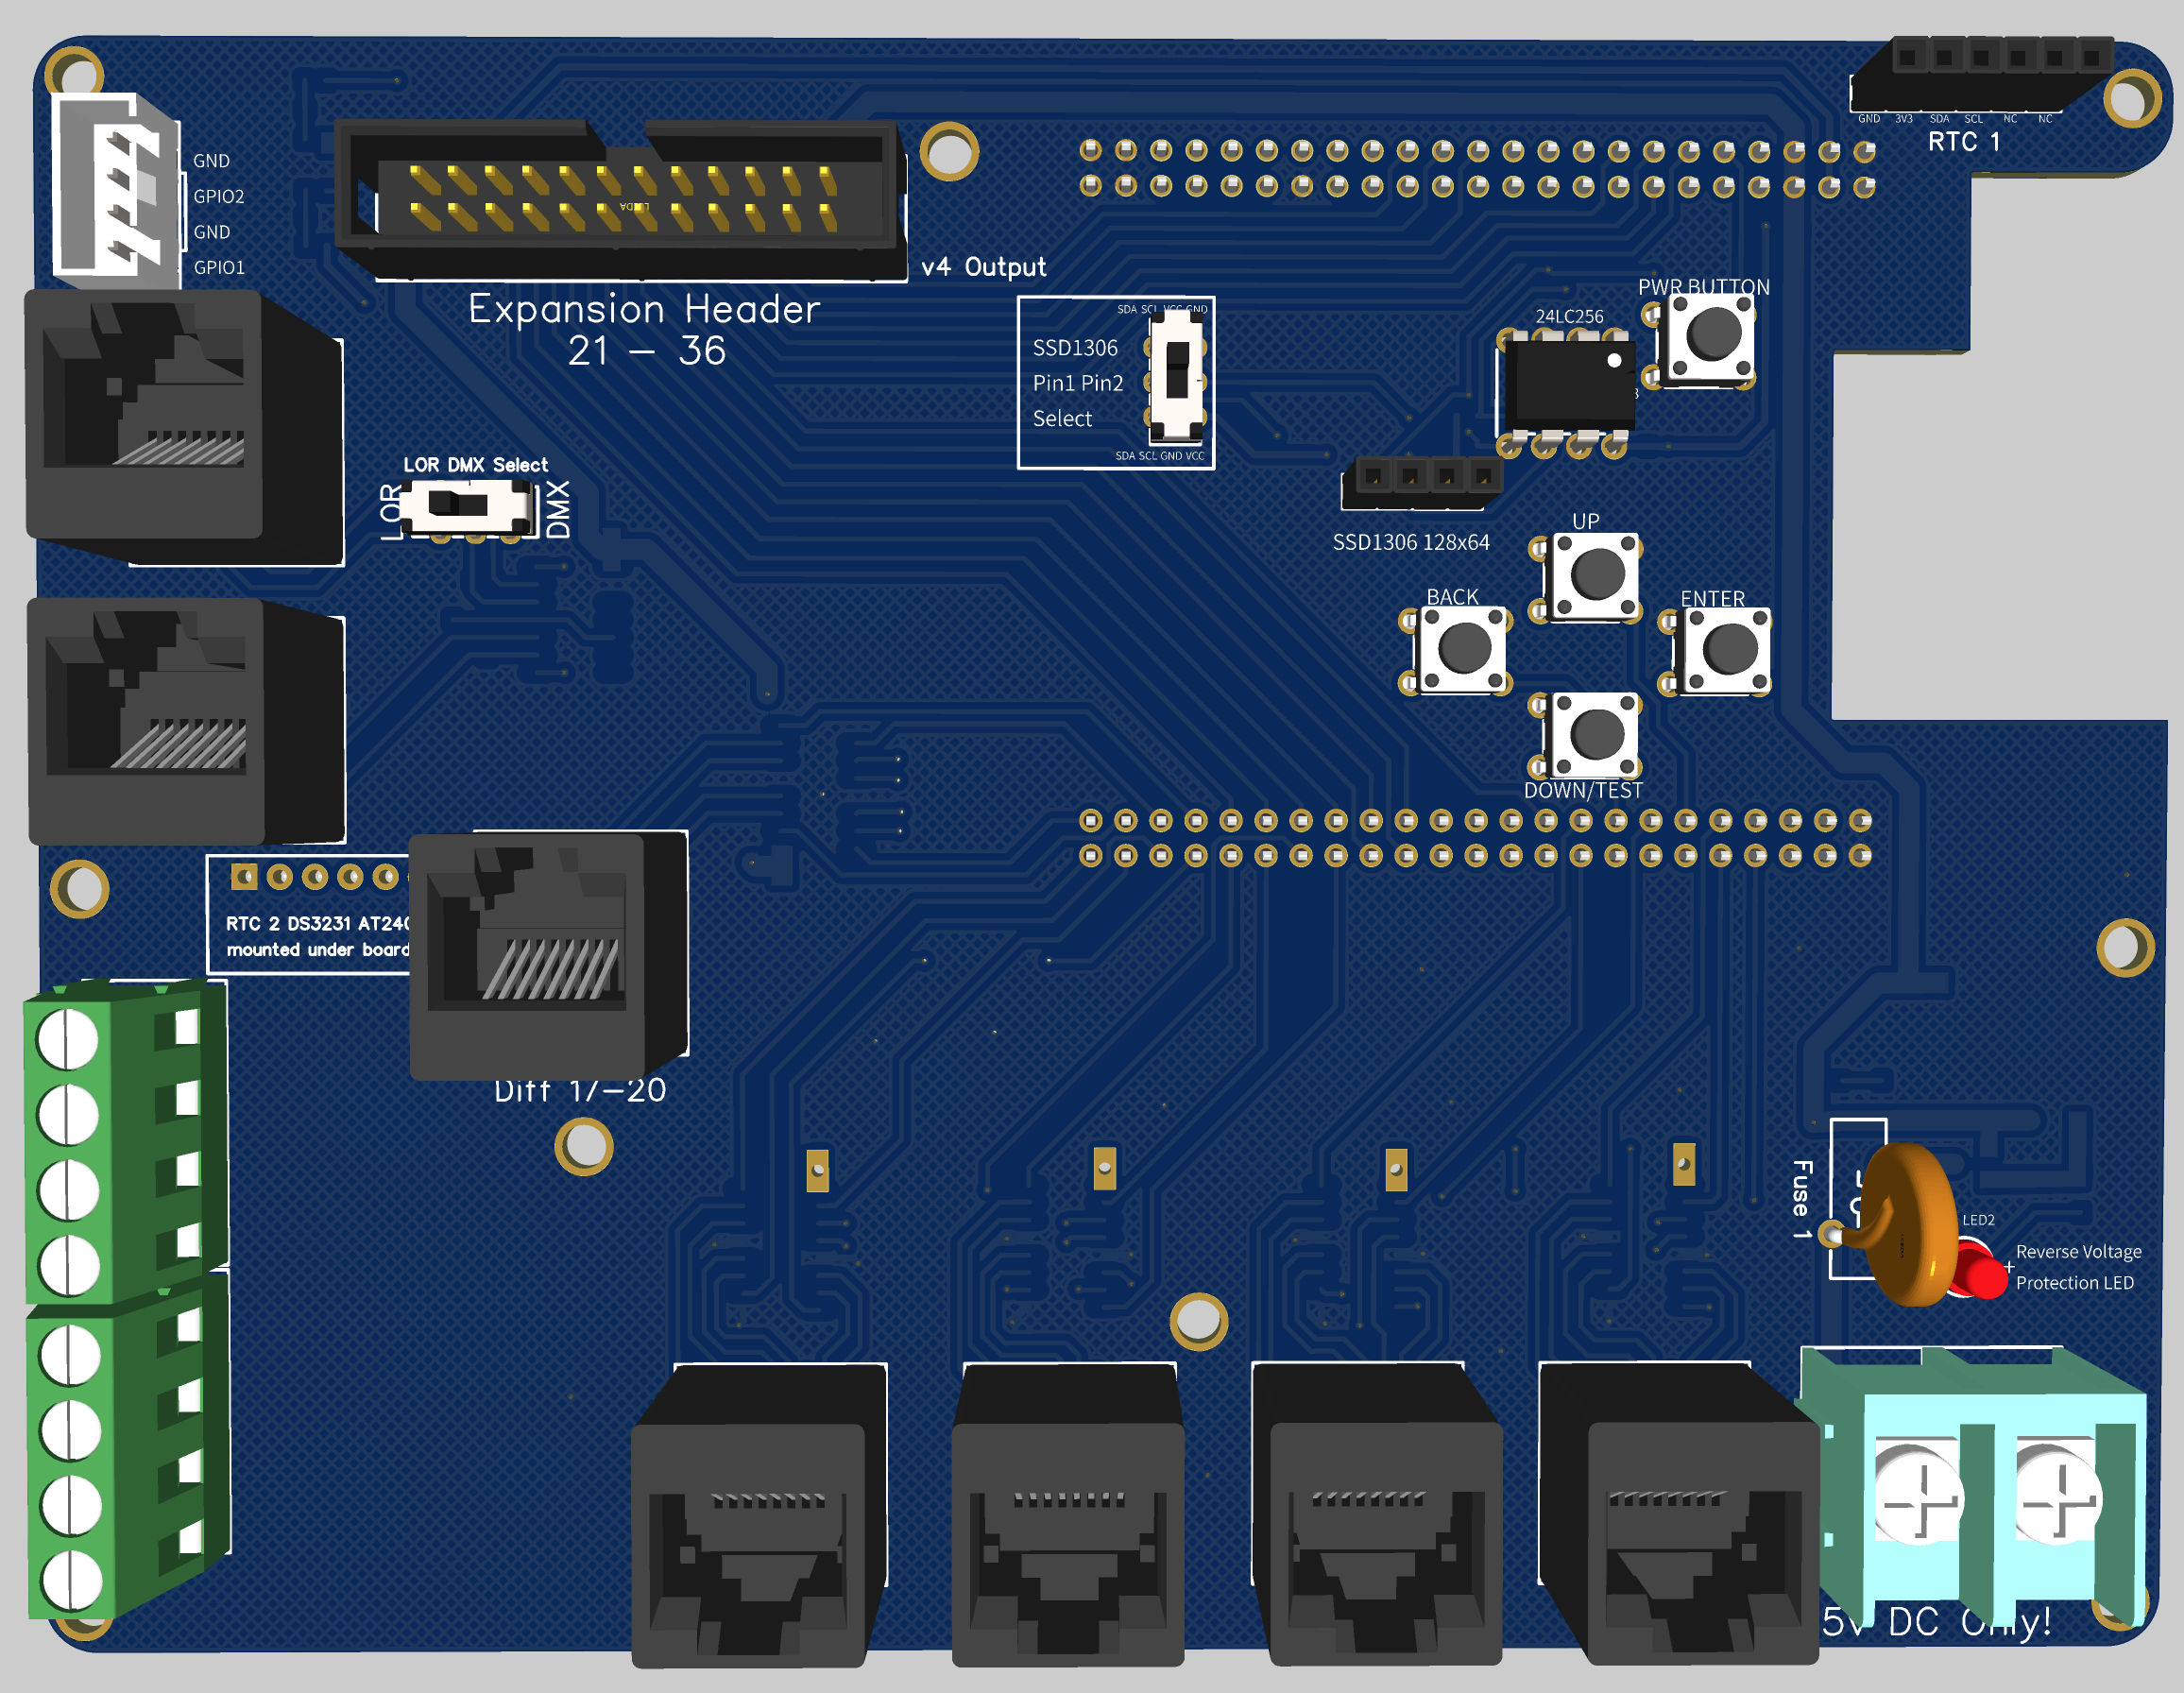 GND 3V3 SDA SCL NC NC
RTC 1
GND
GPIO2
GND
GPIO1
v4 Output
Expansion Header
21 - 36
SDA SCL VCC GND
SSD1306
Pin1 Pin2
Select
SDA SCL GND VCC
PWR BUTTON
24LC256
LOR DMX Select
LOR
DMX
SSD1306 128x64
UP
BACK
ENTER
DOWN/TEST
RTC 2 DS3231
mounted under board
Diff 17-20
Fuse 1
LED2
+
Reverse Voltage
Protection LED
5V DC Only!